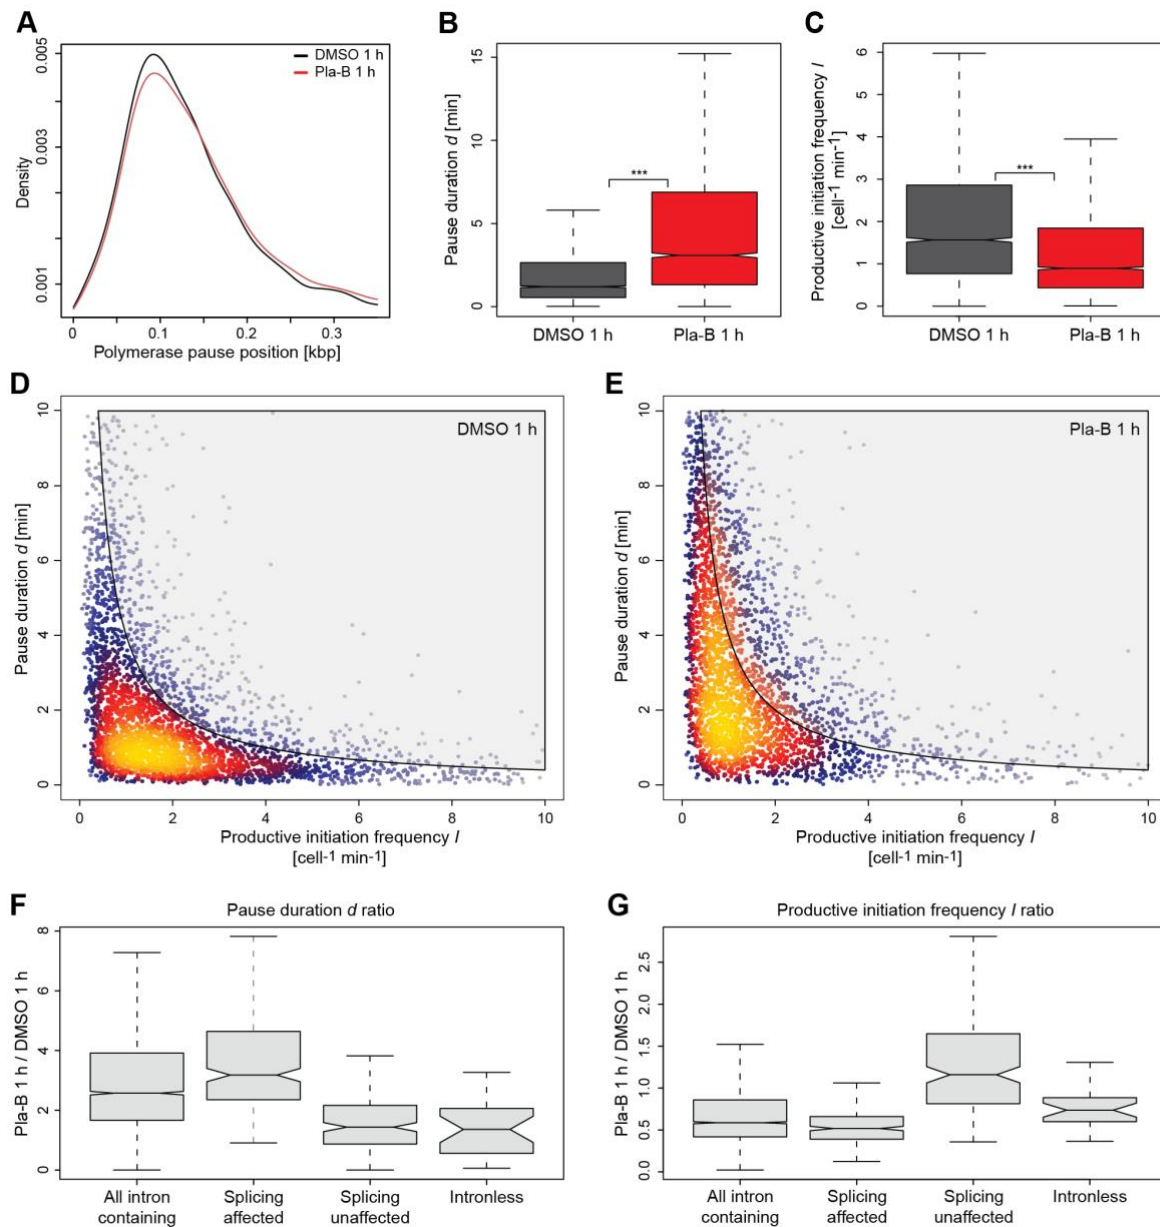 A
DMSO 1 h
Pla-B 1 h
Density
0.005
0.003
0.001
0
0.1
0.2
0.3
Polymerase pause position [kbp]
B
Pause duration d [min]
15
10
5
0
***
DMSO 1 h
Pla-B 1 h
C
Productive initiation frequency I
[cell-1 min-1]
6
5
4
3
2
1
0
***
DMSO 1 h
Pla-B 1 h
D
DMSO 1 h
Pause duration d [min]
10
8
6
4
2
0
0
2
4
6
8
10
Productive initiation frequency I
[cell-1 min-1]
E
Pla-B 1 h
Pause duration d [min]
10
8
6
4
2
0
0
2
4
6
8
10
Productive initiation frequency I
[cell-1 min-1]
F
Pause duration d ratio
Pla-B 1 h / DMSO 1 h
8
6
4
2
0
All intron
containing
Splicing
affected
Splicing
unaffected
Intronless
G
Productive initiation frequency I ratio
Pla-B 1 h / DMSO 1 h
2.5
2.0
1.5
1.0
0.5
0.0
All intron
containing
Splicing
affected
Splicing
unaffected
Intronless